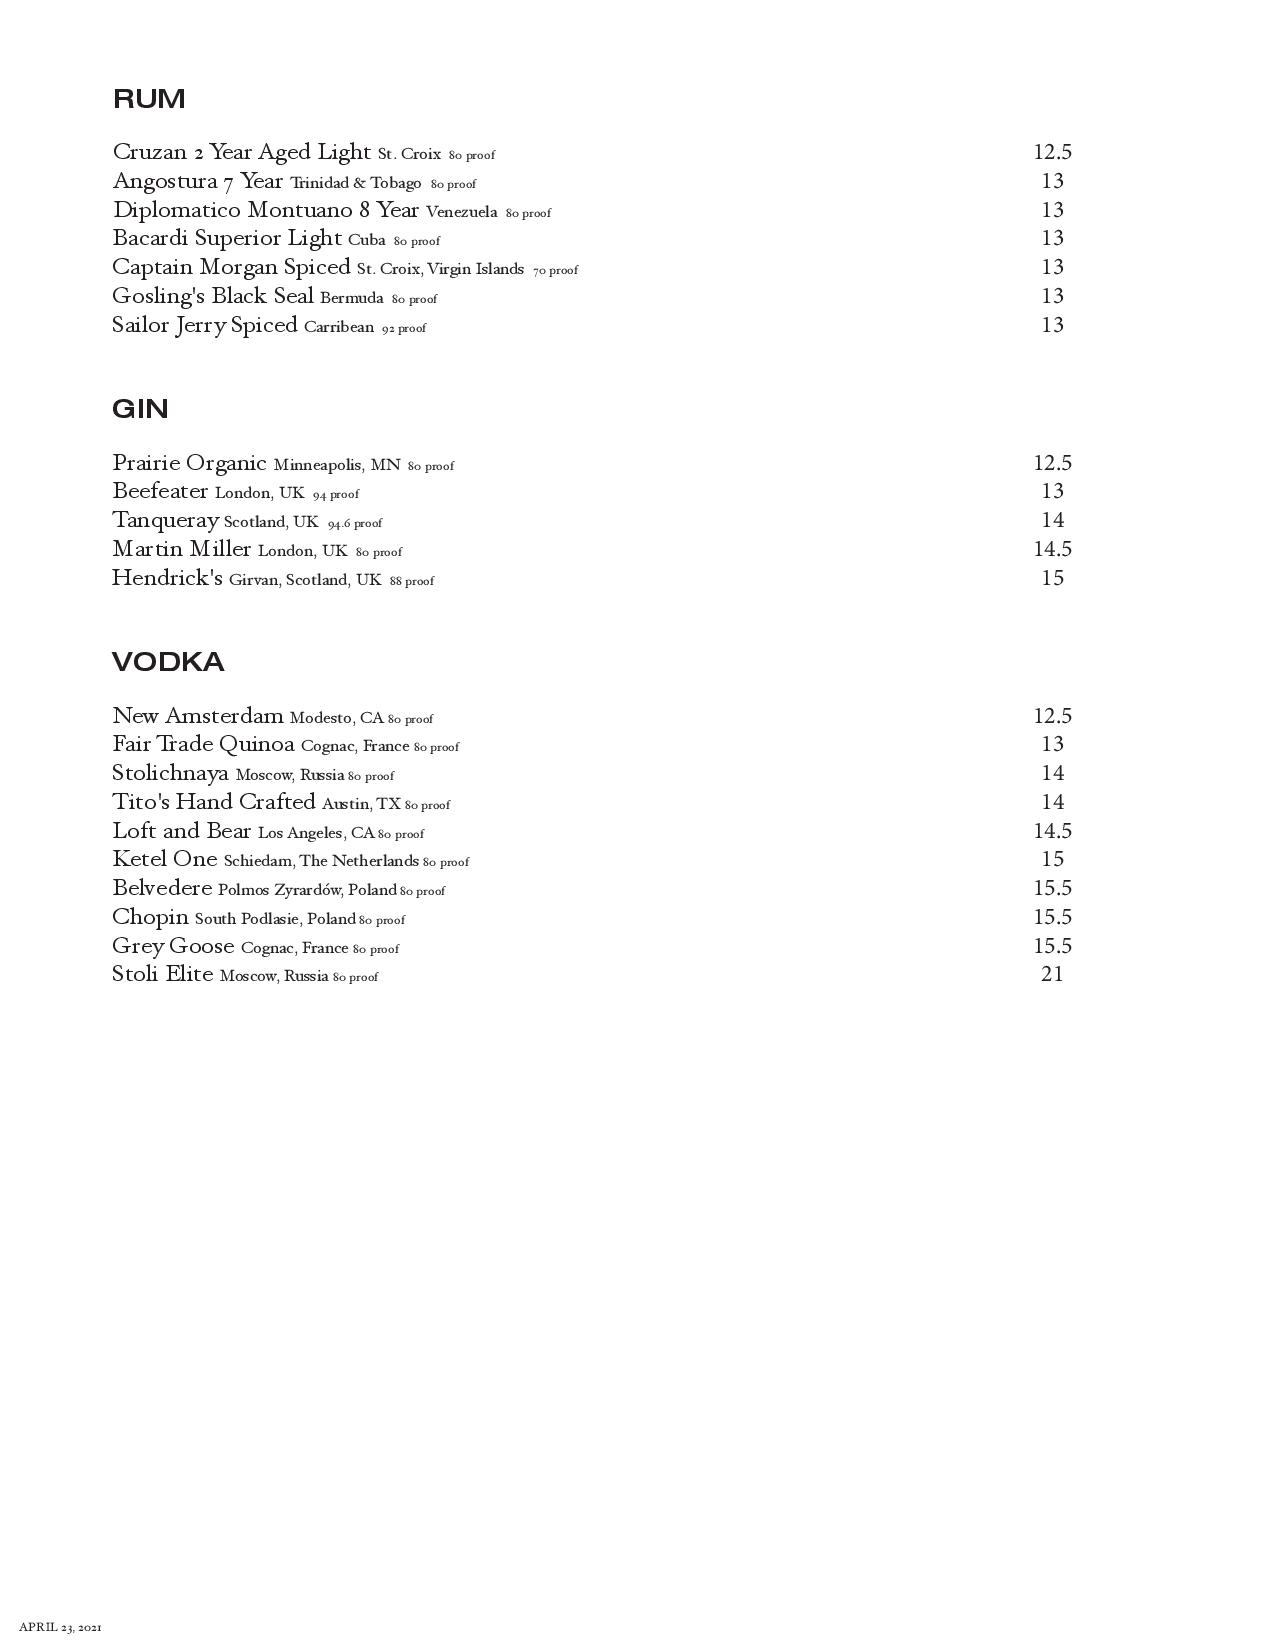 RUM
Cruzan 2 Year Aged Light St. Croix 80 proof 12.5
Angostura 7 Year Trinidad & Tobago 80 proof 13
Diplomatico Montuano 8 Year Venezuela 80 proof 13
Bacardi Superior Light Cuba 80 proof 13
Captain Morgan Spiced St. Croix, Virgin Islands 70 proof 13
Gosling's Black Seal Bermuda 80 proof 13
Sailor Jerry Spiced Carribean 92 proof 13
GIN
Prairie Organic Minneapolis, MN 80 proof 12.5
Beefeater London, UK 94 proof 13
Tanqueray Scotland, UK 94.6 proof 14
Martin Miller London, UK 80 proof 14.5
Hendrick's Girvan, Scotland, UK 88 proof 15
VODKA
New Amsterdam Modesto, CA 80 proof 12.5
Fair Trade Quinoa Cognac, France 80 proof 13
Stolichnaya Moscow, Russia 80 proof 14
Tito's Hand Crafted Austin, TX 80 proof 14
Loft and Bear Los Angeles, CA 80 proof 14.5
Ketel One Schiedam, The Netherlands 80 proof 15
Belvedere Polmos Zyrardów, Poland 80 proof 15.5
Chopin South Podlasie, Poland 80 proof 15.5
Grey Goose Cognac, France 80 proof 15.5
Stoli Elite Moscow, Russia 80 proof 21
APRIL 23, 2021